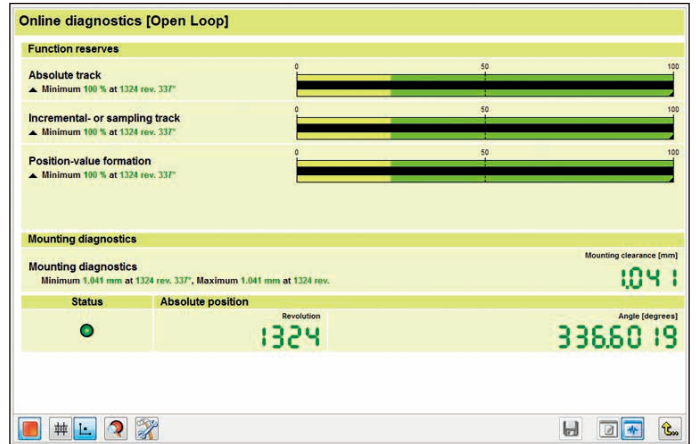 Online diagnostics [Open Loop]
Function reserves
0 50 100
Absolute track
Minimum 100 % at 1324 rev. 337°
0 50 100
Incremental- or sampling track
Minimum 100 % at 1324 rev. 337°
0 50 100
Position-value formation
Minimum 100 % at 1324 rev. 337°
Mounting diagnostics
Mounting clearance [mm]
Mounting diagnostics
Minimum 1.041 mm at 1324 rev. 337°, Maximum 1.041 mm at 1324 rev.
1.041
Status Absolute position
Revolution Angle [degrees]
1324 336.6019